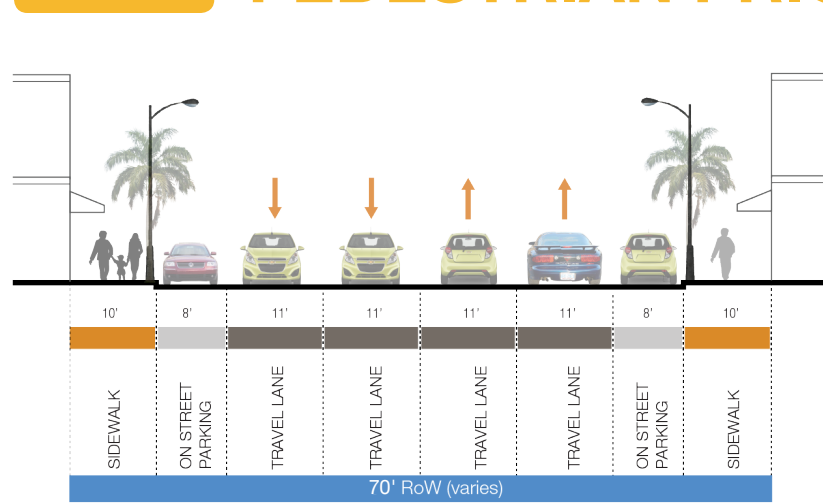 10'
8'
11'
11'
11'
11'
8'
10'
SIDEWALK
ON STREET
PARKING
TRAVEL LANE
TRAVEL LANE
TRAVEL LANE
TRAVEL LANE
ON STREET
PARKING
SIDEWALK
70' RoW (varies)